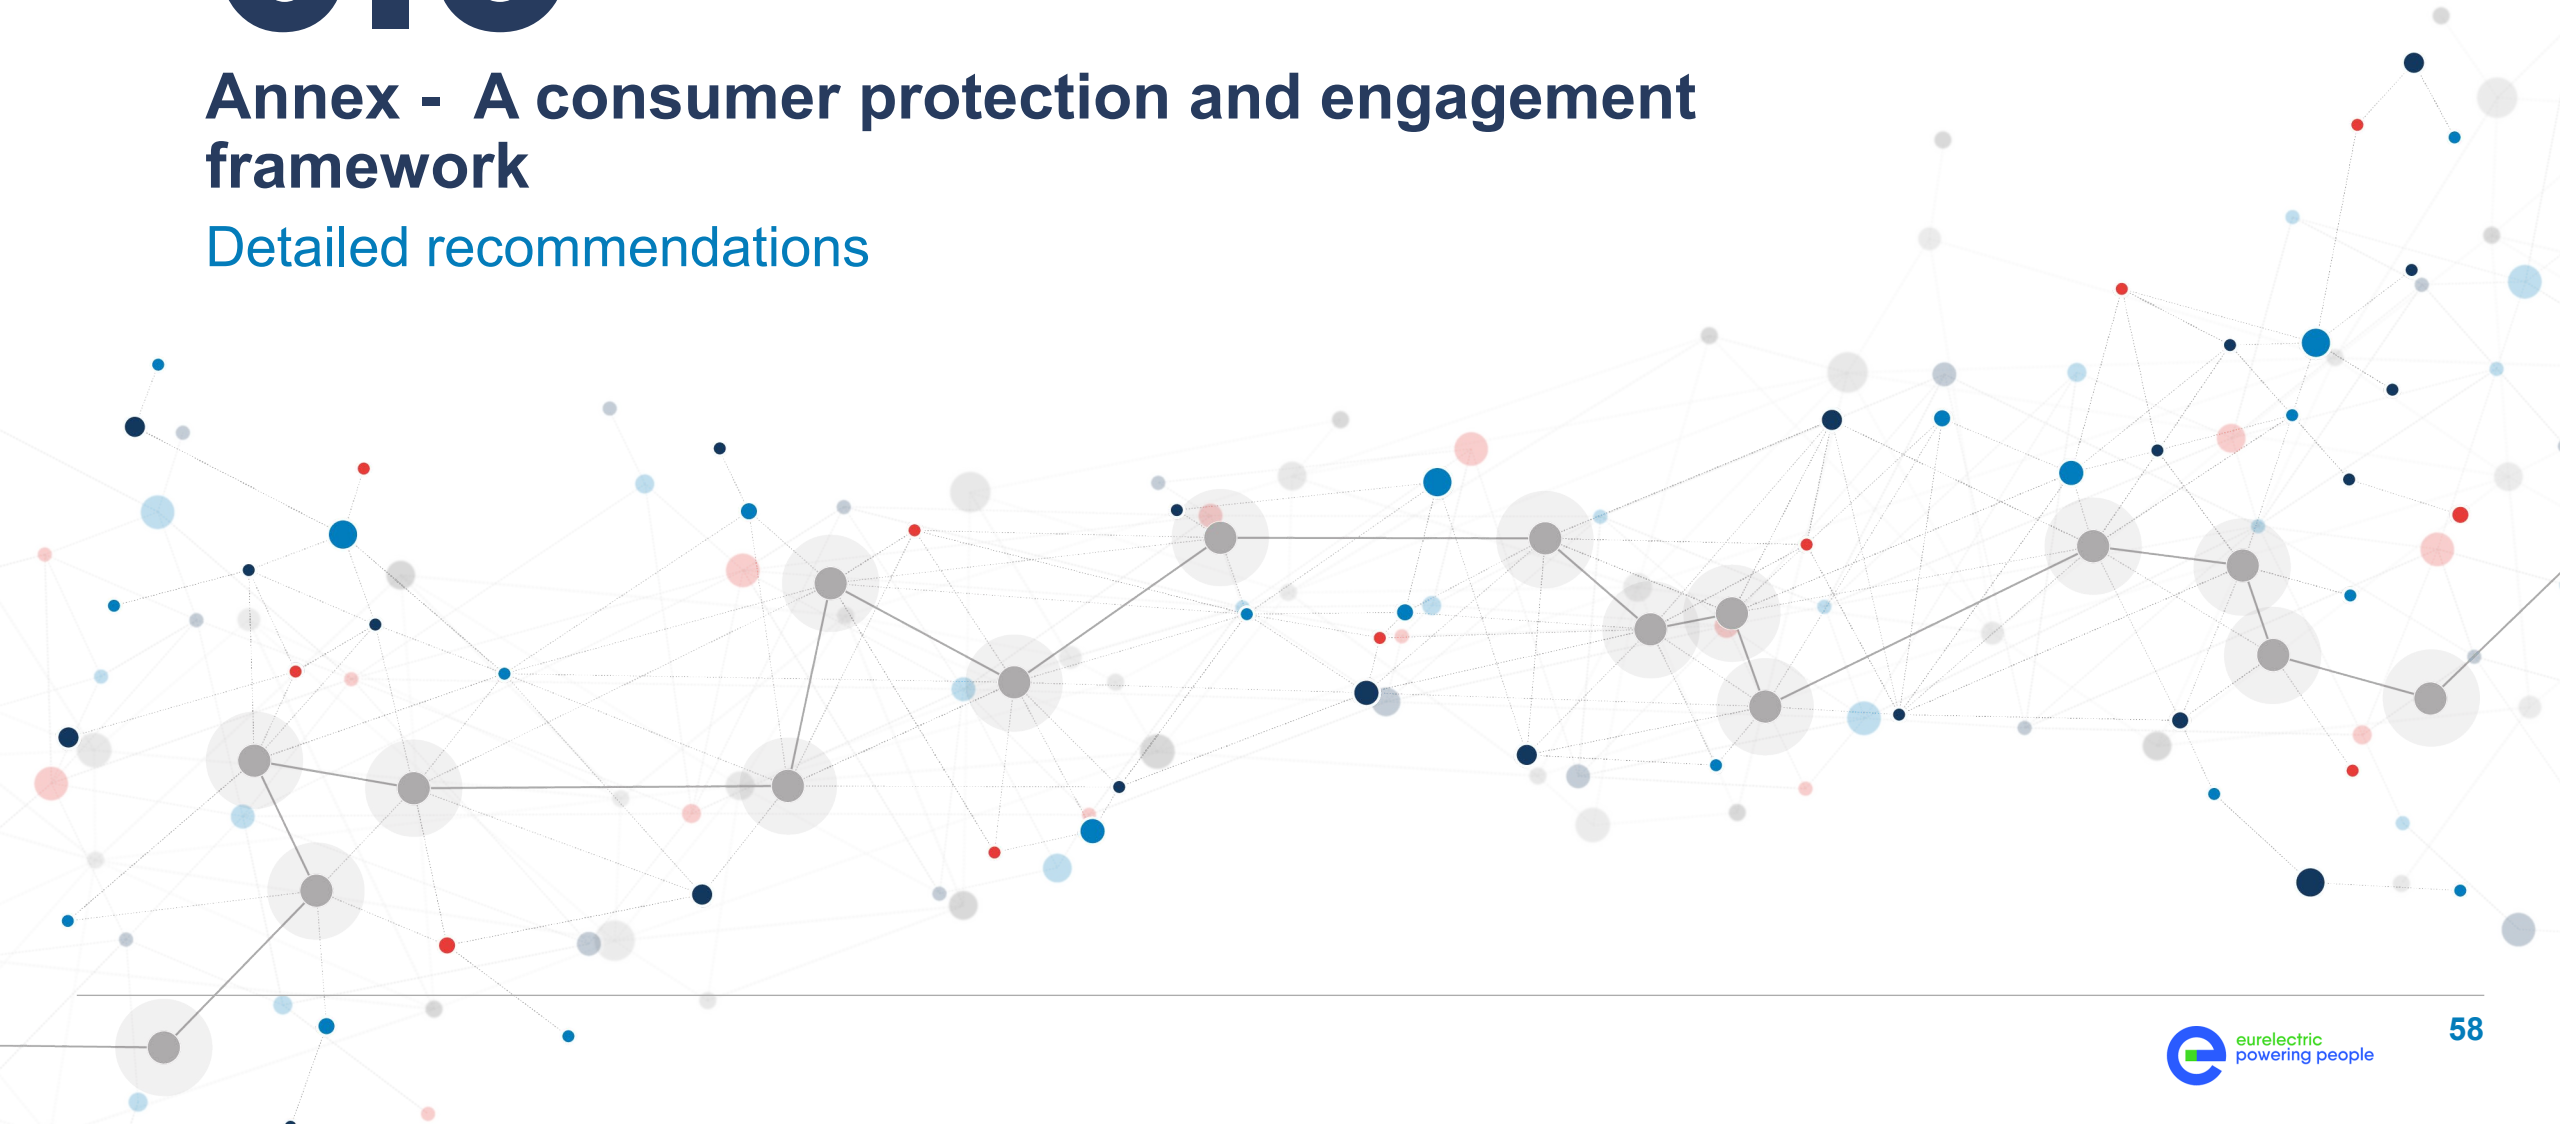 Annex - A consumer protection and engagement
framework
Detailed recommendations
58
eurelectric
powering people